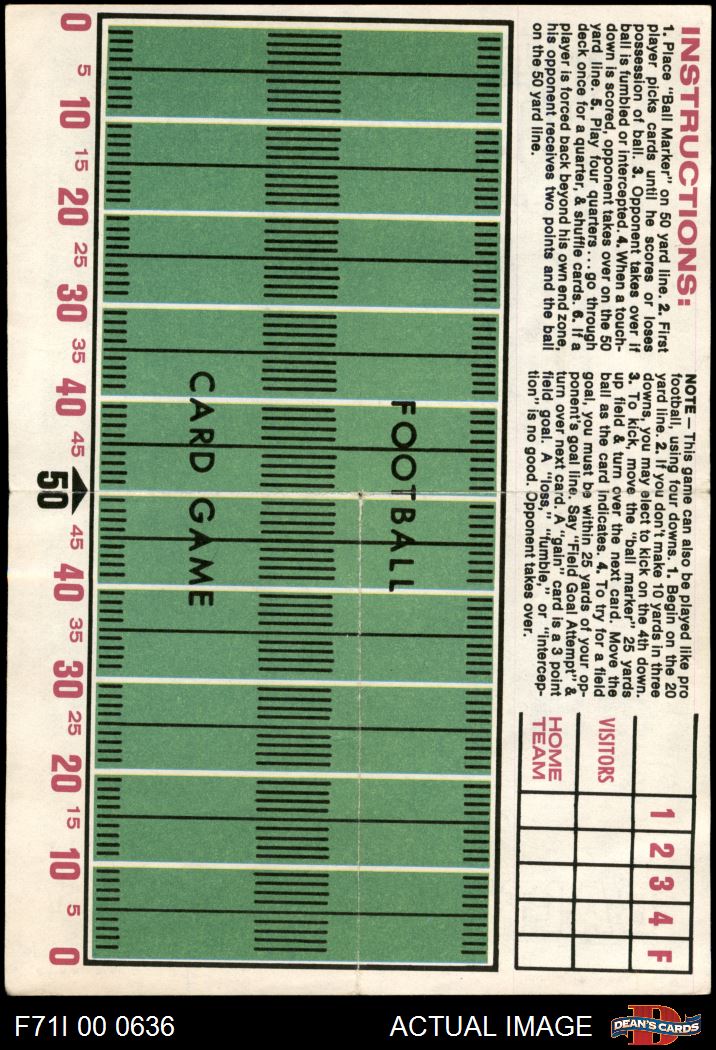 INSTRUCTIONS:
1. Place "Ball Marker" on 50 yard line. 2. First
player picks cards until he scores or loses
possession of ball. 3. Opponent takes over if
ball is fumbled or intercepted. 4. When a touch-
down is scored, opponent takes over on the 50
yard line. 5. Play four quarters...go through
deck once for a quarter, & shuffle cards. 6. If a
player is forced back beyond his own end zone,
his opponent receives two points and the ball
on the 50 yard line.
NOTE—This game can also be played like pro
football, using four downs. 1. Begin on the 20
yard line. 2. If you don't make 10 yards in three
downs, you may elect to kick on the 4th down.
3. To kick, move the "ball marker" 25 yards
up field & turn over the next card. Move the
ball as the card indicates. 4. To try for a field
goal, you must be within 25 yards of your op-
ponent's goal line. Say "Field Goal Attempt" &
turn over next card. A "gain" card is a 3 point
field goal. A "loss," "fumble," or "intercep-
tion" is no good. Opponent takes over.
1 2 3 4 F
VISITORS
HOME
TEAM
FOOTBALL
CARD GAME
0 5 10 15 20 25 30 35 40 45 50 45 40 35 30 25 20 15 10 5 0
F71I 00 0636
ACTUAL IMAGE
D
DEAN'S CARDS